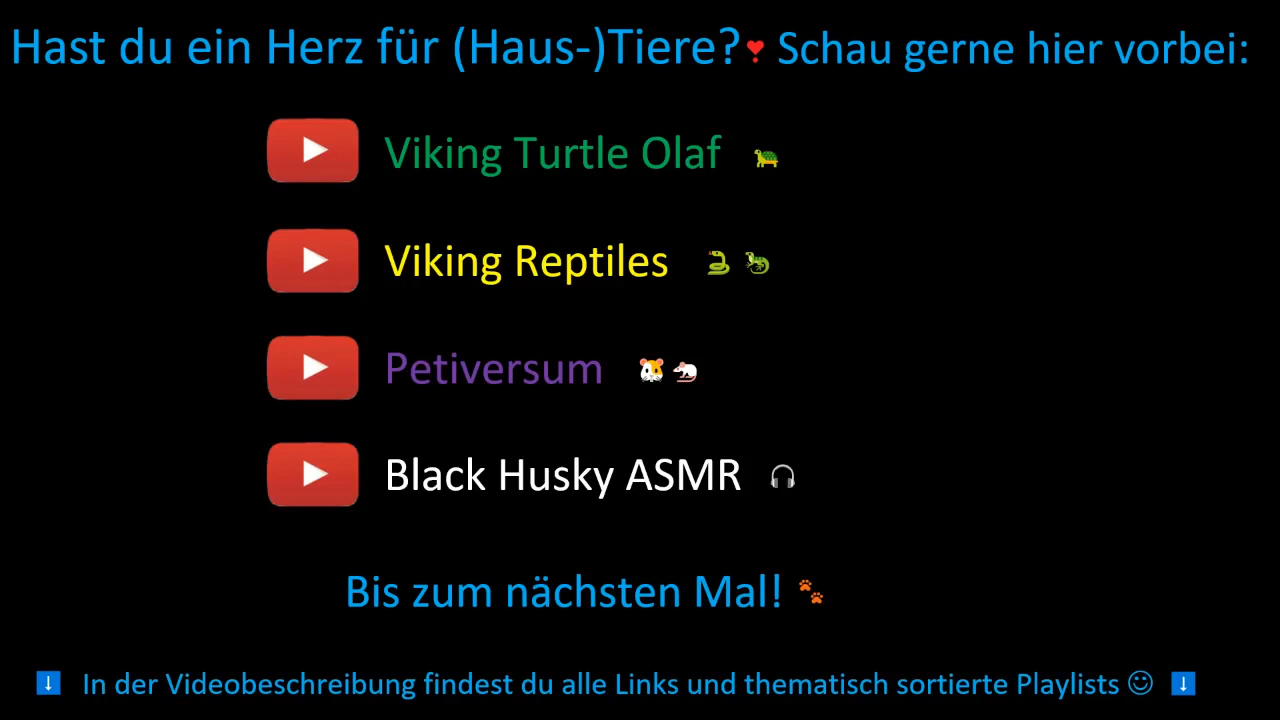 Hast du ein Herz für (Haus-)Tiere?❣ Schau gerne hier vorbei:
Viking Turtle Olaf 🐢
Viking Reptiles 🐍 🦎
Petiversum 🐹 🐁
Black Husky ASMR 🎧
Bis zum nächsten Mal! 🐾
⬇ In der Videobeschreibung findest du alle Links und thematisch sortierte Playlists ☺ ⬇